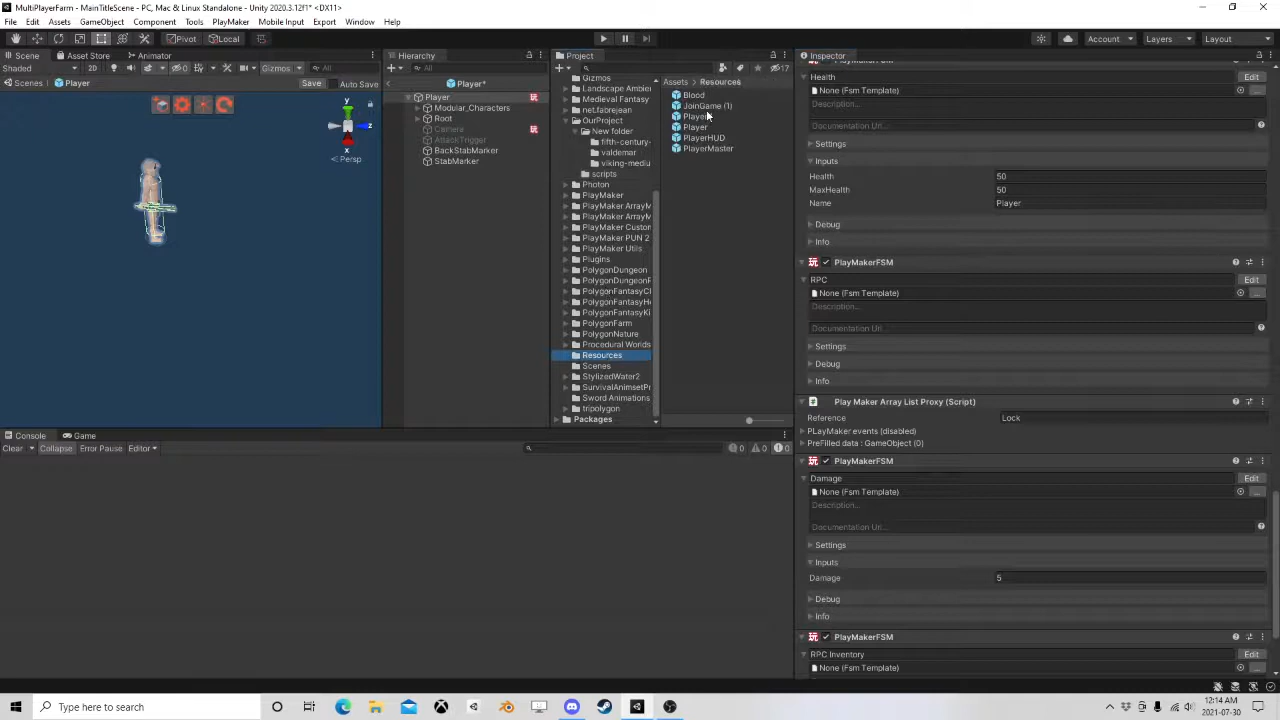 MultiPlayerFarm - MainTitleScene - PC, Mac & Linux Standalone - Unity 2020.3.12f1* <DX11>
File Edit Assets GameObject Component Tools PlayMaker Mobile Input Export Window Help
Pivot Local Account Layers Layout
Scene Asset Store Animator
Shaded 2D 0 Gizmos All
Scenes Player Save Auto Save
y
z
x
Persp
Hierarchy
All
Player*
Player
Modular_Characters
Root
Camera
AttackTrigger
BackStabMarker
StabMarker
Project
17
Gizmos
Landscape Ambien
Medieval Fantasy
net.fabrejean
OurProject
New folder
fifth-century-
valdemar
viking-mediu
scripts
Photon
PlayMaker
PlayMaker ArrayM
PlayMaker ArrayM
PlayMaker Custon
PlayMaker PUN 2
PlayMaker Utils
Plugins
PolygonDungeon
PolygonDungeonF
PolygonFantasyCi
PolygonFantasyHe
PolygonFantasyKi
PolygonFarm
PolygonNature
Procedural Worlds
Resources
Scenes
StylizedWater2
SurvivalAnimsetPr
Sword Animations
tripolygon
Packages
Assets > Resources
Blood
JoinGame (1)
Player
Player
PlayerHUD
PlayerMaster
Inspector
PlayMakerFSM
Health Edit
None (Fsm Template) ...
Description...
Documentation Url...
Settings
Inputs
Health 50
MaxHealth 50
Name Player
Debug
Info
PlayMakerFSM
RPC Edit
None (Fsm Template) ...
Description...
Documentation Url...
Settings
Debug
Info
Play Maker Array List Proxy (Script)
Reference Lock
PLayMaker events (disabled)
PreFilled data : GameObject (0)
PlayMakerFSM
Damage Edit
None (Fsm Template) ...
Description...
Documentation Url...
Settings
Inputs
Damage 5
Debug
Info
PlayMakerFSM
RPC Inventory Edit
None (Fsm Template) ...
Console Game
Clear Collapse Error Pause Editor 0 0 0
Type here to search
12:14 AM
2021-07-30